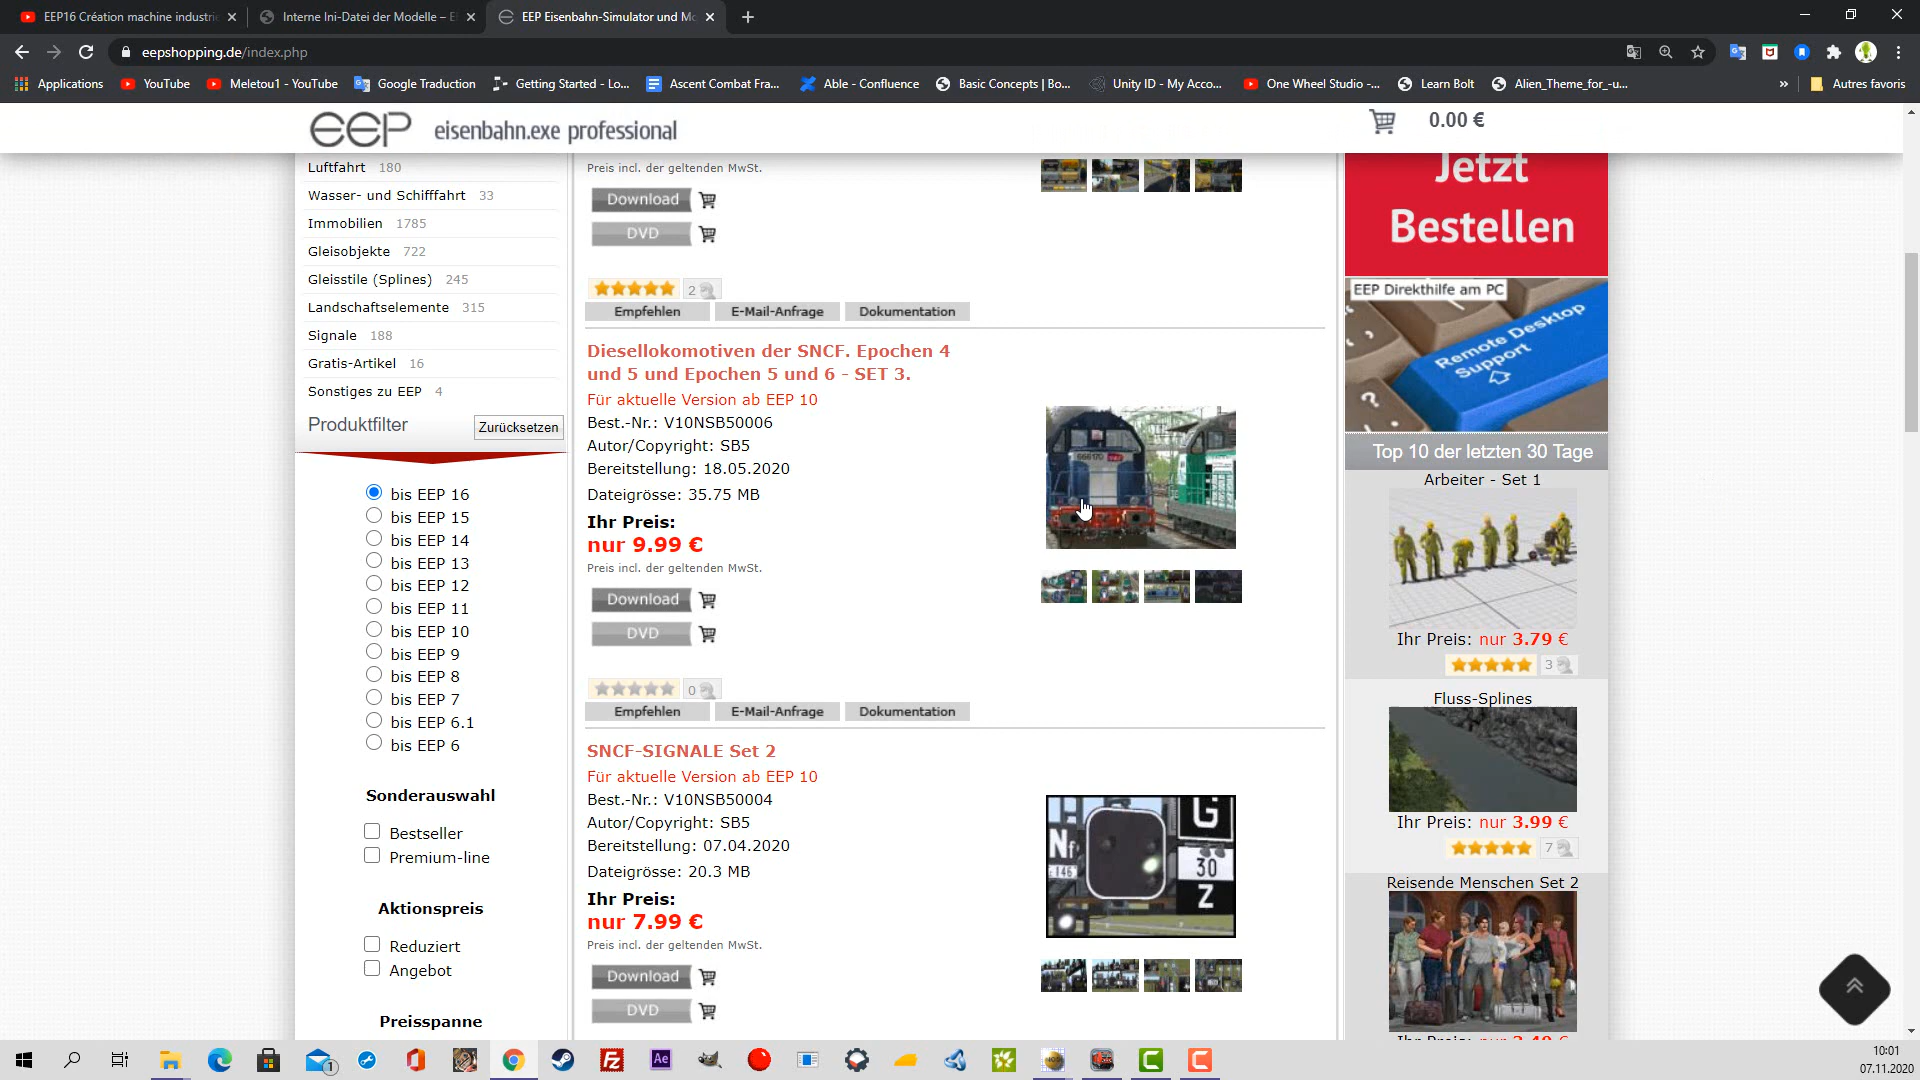 EEP16 Création machine industri
Interne Ini-Datei der Modelle – E
EEP Eisenbahn-Simulator und Mo
eepshopping.de/index.php
Applications
YouTube
Meletou1 - YouTube
Google Traduction
Getting Started - Lo...
Ascent Combat Fra...
Able - Confluence
Basic Concepts | Bo...
Unity ID - My Acco...
One Wheel Studio -...
Learn Bolt
Alien_Theme_for_-u...
»
Autres favoris
eep eisenbahn.exe professional
0.00 €
Luftfahrt 180
Wasser- und Schifffahrt 33
Immobilien 1785
Gleisobjekte 722
Gleisstile (Splines) 245
Landschaftselemente 315
Signale 188
Gratis-Artikel 16
Sonstiges zu EEP 4
Produktfilter
Zurücksetzen
bis EEP 16
bis EEP 15
bis EEP 14
bis EEP 13
bis EEP 12
bis EEP 11
bis EEP 10
bis EEP 9
bis EEP 8
bis EEP 7
bis EEP 6.1
bis EEP 6
Sonderauswahl
Bestseller
Premium-line
Aktionspreis
Reduziert
Angebot
Preisspanne
Preis incl. der geltenden MwSt.
Download
DVD
2
Empfehlen
E-Mail-Anfrage
Dokumentation
Diesellokomotiven der SNCF. Epochen 4
und 5 und Epochen 5 und 6 - SET 3.
Für aktuelle Version ab EEP 10
Best.-Nr.: V10NSB50006
Autor/Copyright: SB5
Bereitstellung: 18.05.2020
Dateigrösse: 35.75 MB
Ihr Preis:
nur 9.99 €
Preis incl. der geltenden MwSt.
Download
DVD
0
Empfehlen
E-Mail-Anfrage
Dokumentation
SNCF-SIGNALE Set 2
Für aktuelle Version ab EEP 10
Best.-Nr.: V10NSB50004
Autor/Copyright: SB5
Bereitstellung: 07.04.2020
Dateigrösse: 20.3 MB
Ihr Preis:
nur 7.99 €
Preis incl. der geltenden MwSt.
Download
DVD
G
Nf
146
30
Z
Jetzt
Bestellen
EEP Direkthilfe am PC
Remote Desktop
Support
?
Top 10 der letzten 30 Tage
Arbeiter - Set 1
Ihr Preis: nur 3.79 €
3
Fluss-Splines
Ihr Preis: nur 3.99 €
7
Reisende Menschen Set 2
Ae
1
10:01
07.11.2020